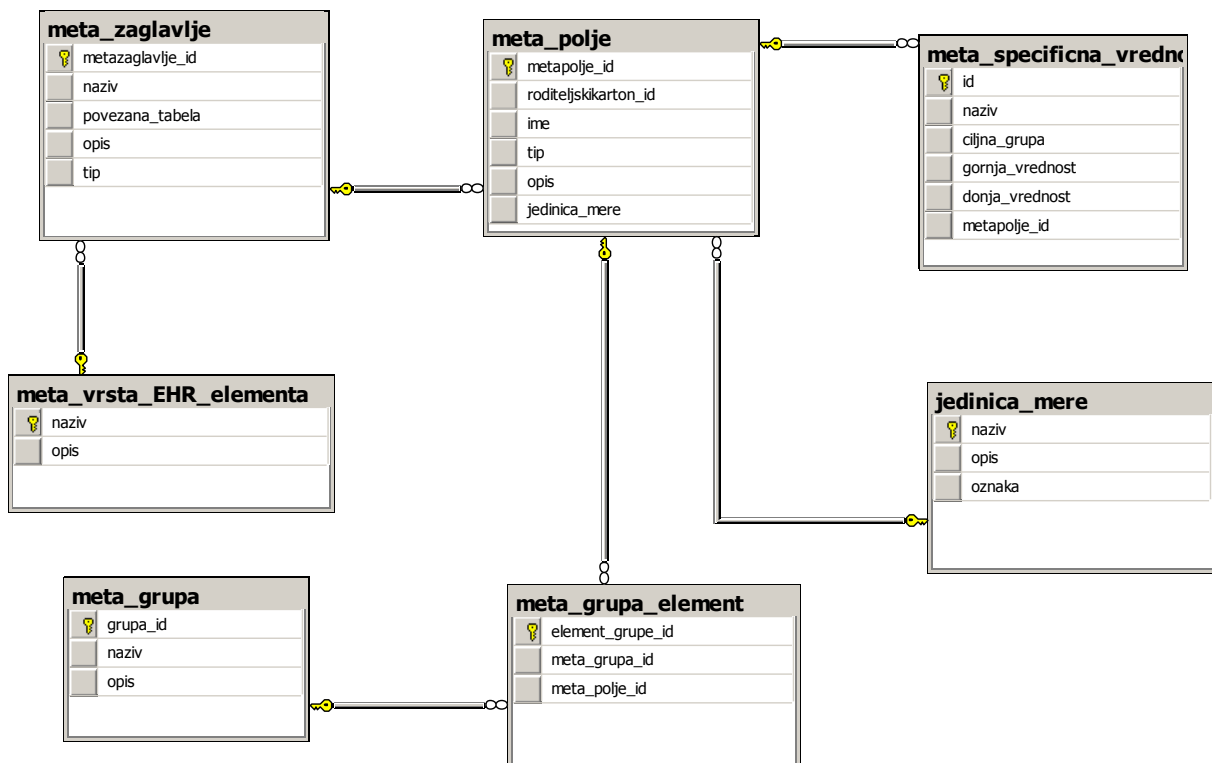 meta_zaglavlje
metazaglavlje_id
naziv
povezana_tabela
opis
tip
meta_polje
metapolje_id
roditeljskikarton_id
ime
tip
opis
jedinica_mere
meta_specificna_vredno
id
naziv
ciljna_grupa
gornja_vrednost
donja_vrednost
metapolje_id
meta_vrsta_EHR_elementa
naziv
opis
jedinica_mere
naziv
opis
oznaka
meta_grupa
grupa_id
naziv
opis
meta_grupa_element
element_grupe_id
meta_grupa_id
meta_polje_id